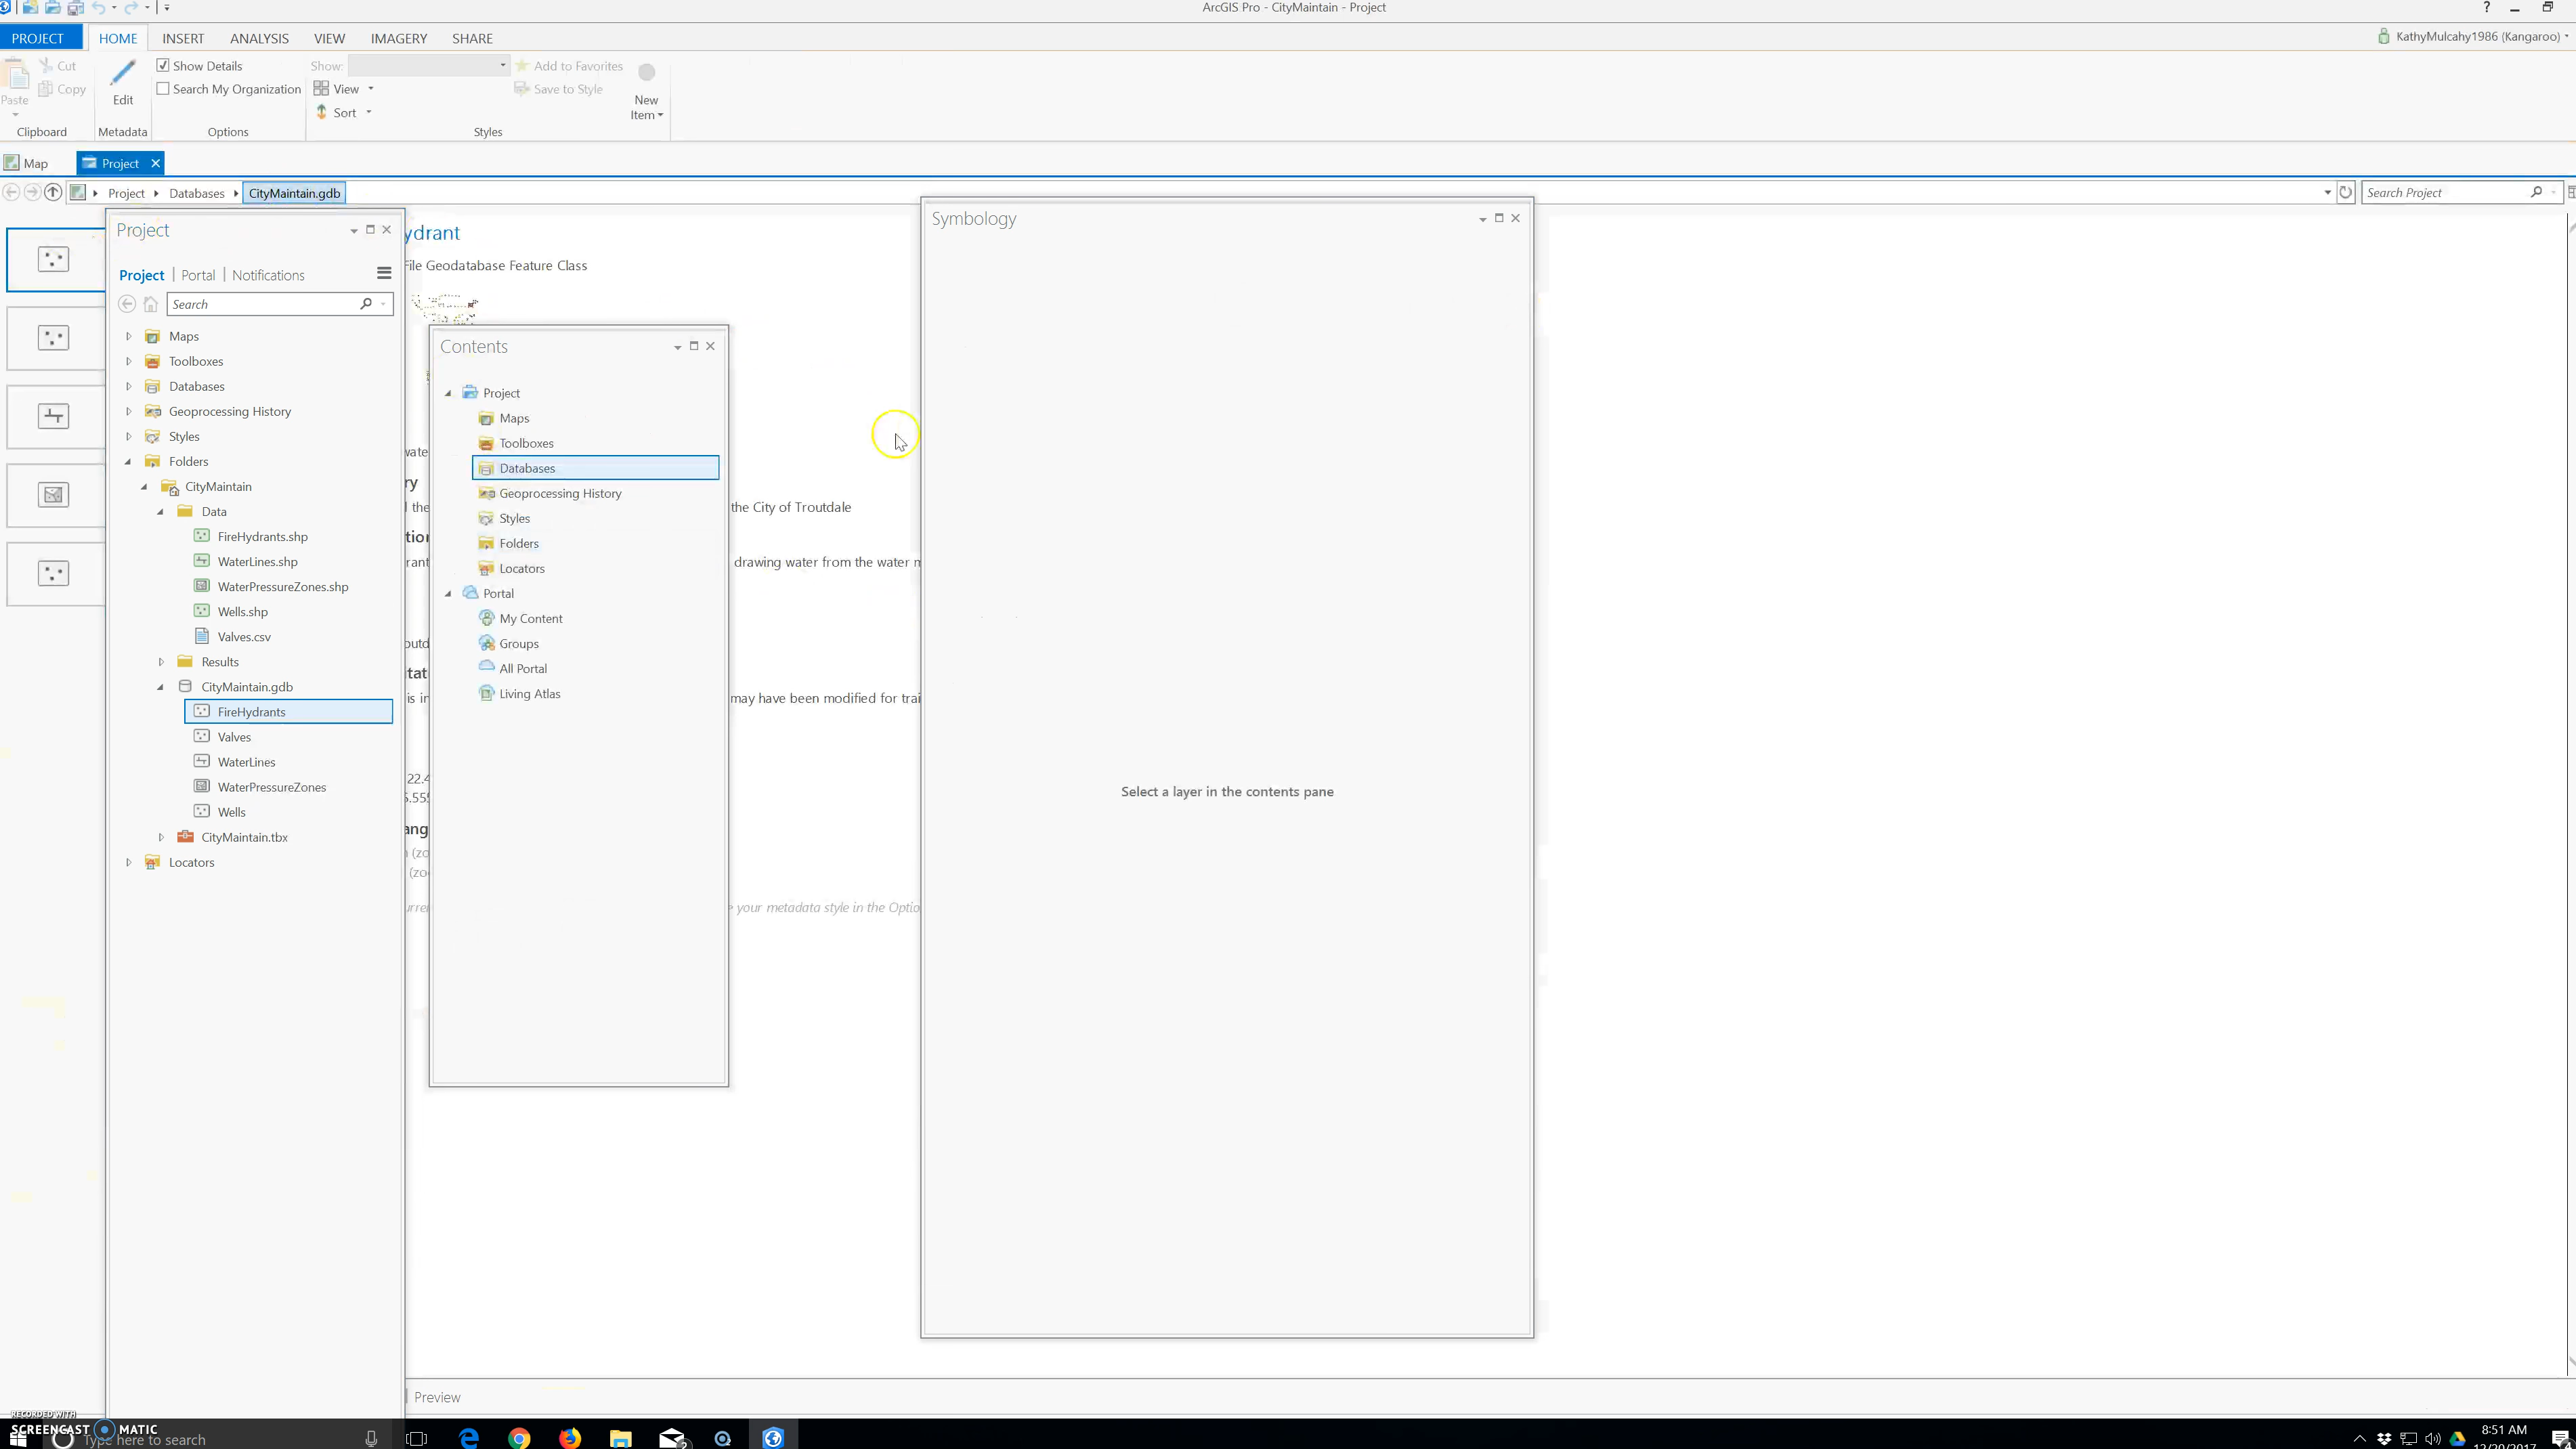 ArcGIS Pro - CityMaintain - Project
?
PROJECT HOME INSERT ANALYSIS VIEW IMAGERY SHARE
KathyMulcahy1986 (Kangaroo)
Paste Cut Copy
Clipboard
Edit
Metadata
Show Details
Search My Organization
Options
Show:
View
Sort
Add to Favorites
Save to Style
Styles
New
Item
Map Project
Project Databases CityMaintain.gdb
Search Project
Project
Project | Portal | Notifications
Search
Maps
Toolboxes
Databases
Geoprocessing History
Styles
Folders
CityMaintain
Data
FireHydrants.shp
WaterLines.shp
WaterPressureZones.shp
Wells.shp
Valves.csv
Results
CityMaintain.gdb
FireHydrants
Valves
WaterLines
WaterPressureZones
Wells
CityMaintain.tbx
Locators
ydrant
File Geodatabase Feature Class
Contents
Project
Maps
Toolboxes
Databases
Geoprocessing History
Styles
Folders
Locators
Portal
My Content
Groups
All Portal
Living Atlas
the City of Troutdale
drawing water from the water m
may have been modified for trai
your metadata style in the Optio
Symbology
Select a layer in the contents pane
Preview
RECORDED WITH
SCREENCAST MATIC
Type here to search
8:51 AM
12/20/2017